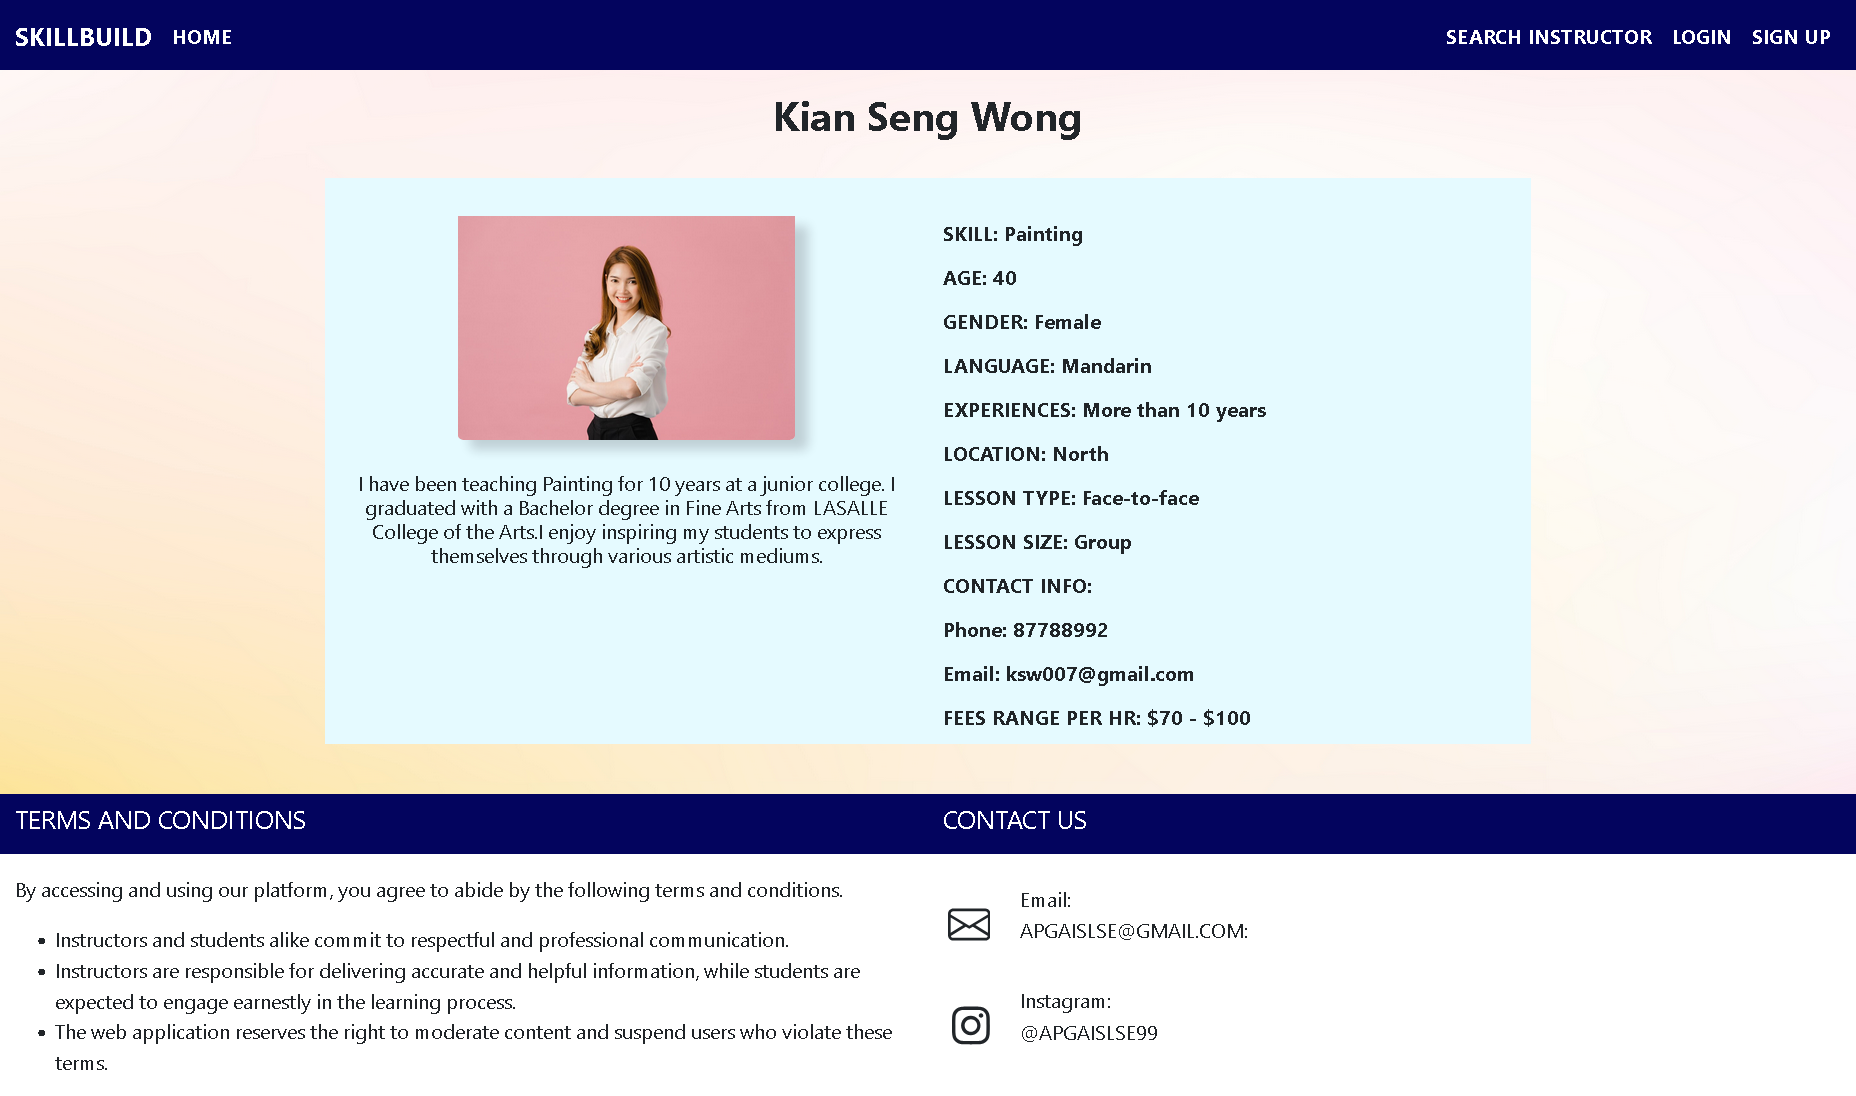 SKILLBUILD HOME SEARCH INSTRUCTOR LOGIN SIGN UP
Kian Seng Wong
I have been teaching Painting for 10 years at a junior college. I
graduated with a Bachelor degree in Fine Arts from LASALLE
College of the Arts.I enjoy inspiring my students to express
themselves through various artistic mediums.
SKILL: Painting
AGE: 40
GENDER: Female
LANGUAGE: Mandarin
EXPERIENCES: More than 10 years
LOCATION: North
LESSON TYPE: Face-to-face
LESSON SIZE: Group
CONTACT INFO:
Phone: 87788992
Email: ksw007@gmail.com
FEES RANGE PER HR: $70 - $100
TERMS AND CONDITIONS
By accessing and using our platform, you agree to abide by the following terms and conditions.
• Instructors and students alike commit to respectful and professional communication.
• Instructors are responsible for delivering accurate and helpful information, while students are
expected to engage earnestly in the learning process.
• The web application reserves the right to moderate content and suspend users who violate these
terms.
CONTACT US
Email:
APGAISLSE@GMAIL.COM:
Instagram:
@APGAISLSE99